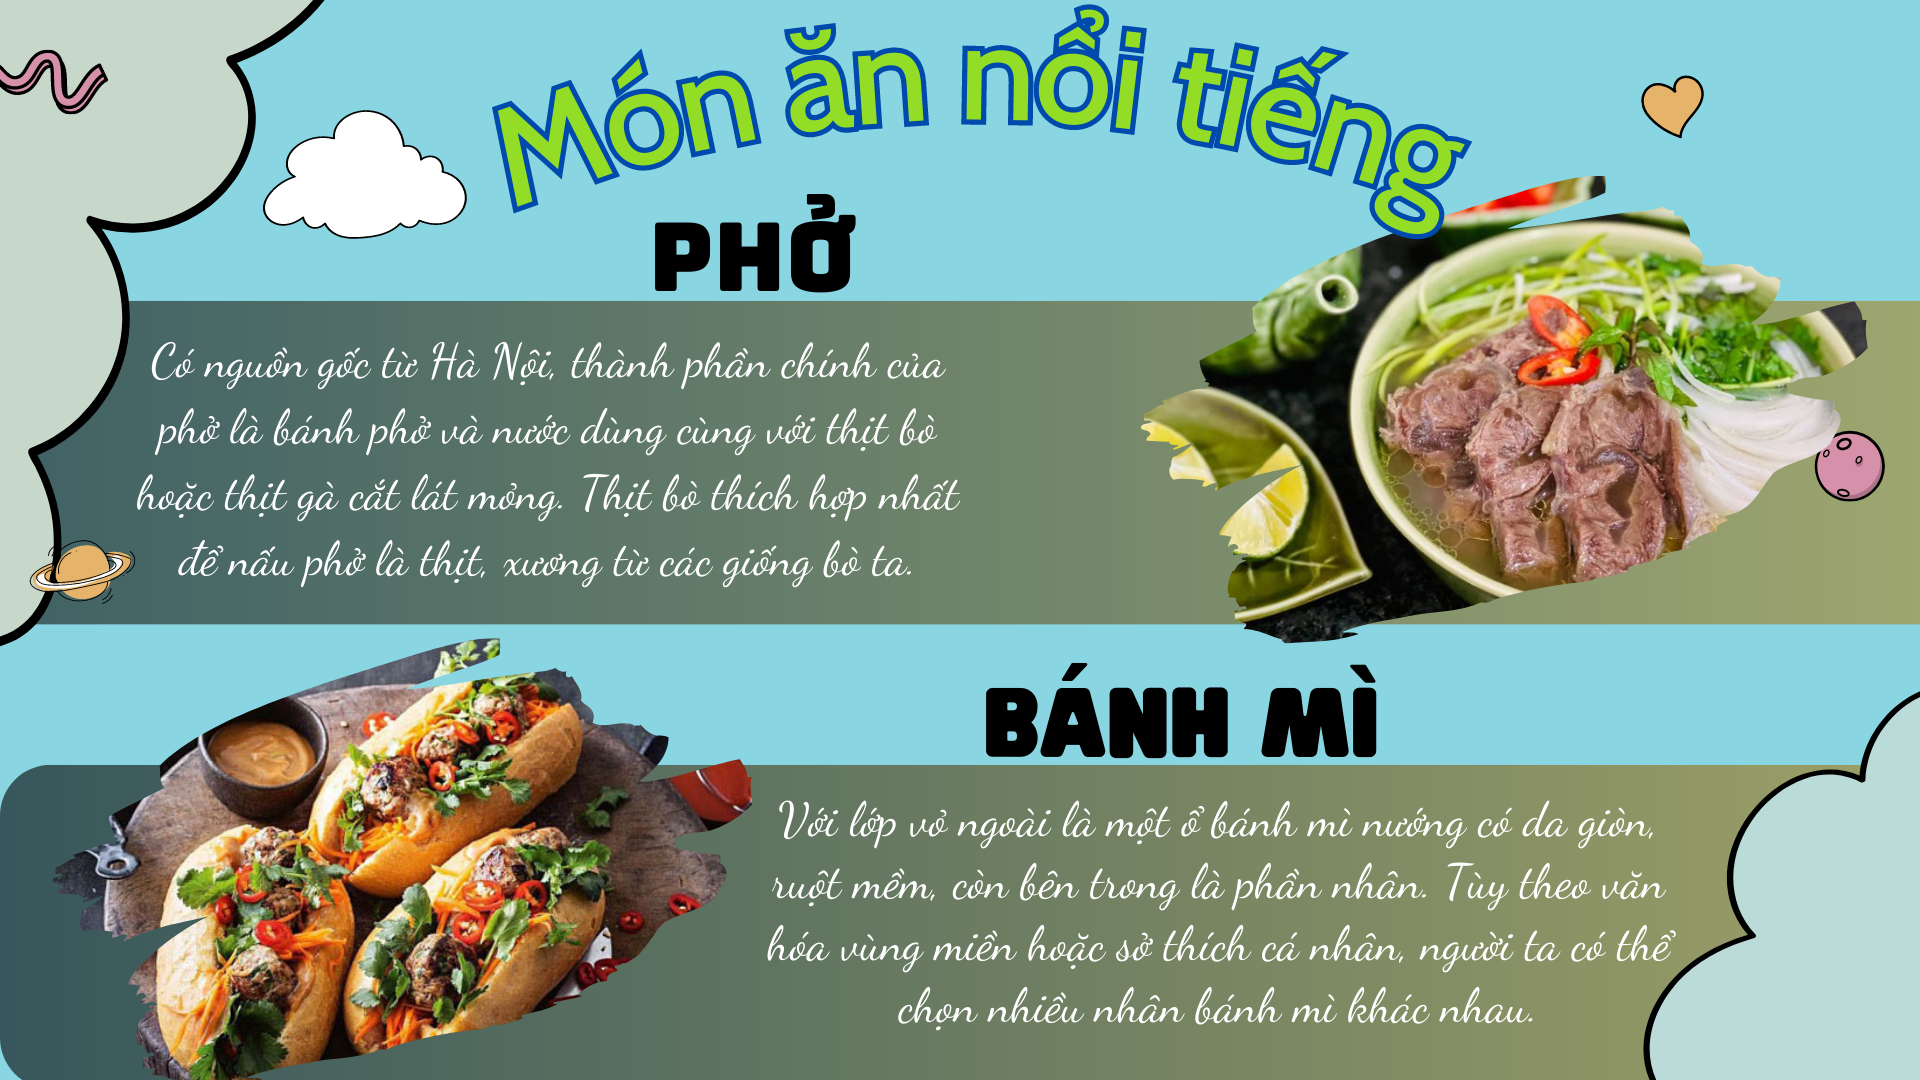 Món ăn nổi tiếng
PHỞ
Có nguồn gốc từ Hà Nội, thành phần chính của
phở là bánh phở và nước dùng cùng với thịt bò
hoặc thịt gà cắt lát mỏng. Thịt bò thích hợp nhất
để nấu phở là thịt, xương từ các giống bò ta.
BÁNH MÌ
Với lớp vỏ ngoài là một ổ bánh mì nướng có da giòn,
ruột mềm, còn bên trong là phần nhân. Tùy theo văn
hóa vùng miền hoặc sở thích cá nhân, người ta có thể
chọn nhiều nhân bánh mì khác nhau.